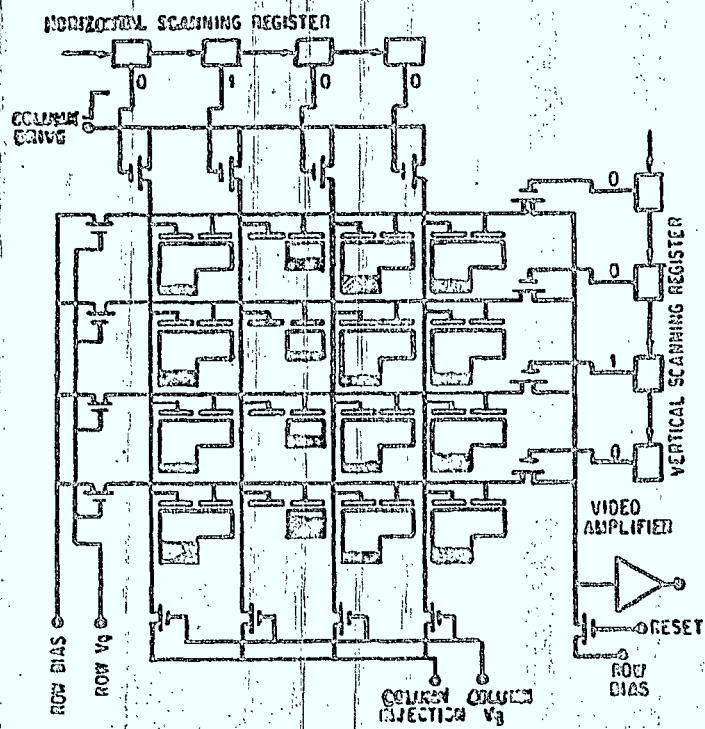 HORIZONTAL SCANNING REGISTER
0 1 0 0
COLUMN
DRIVE
0
0
1
0
VERTICAL SCANNING REGISTER
VIDEO
AMPLIFIER
RESET
ROW
BIAS
ROW BIAS
ROW Vg
COLUMN
INJECTION
COLUMN
Vg